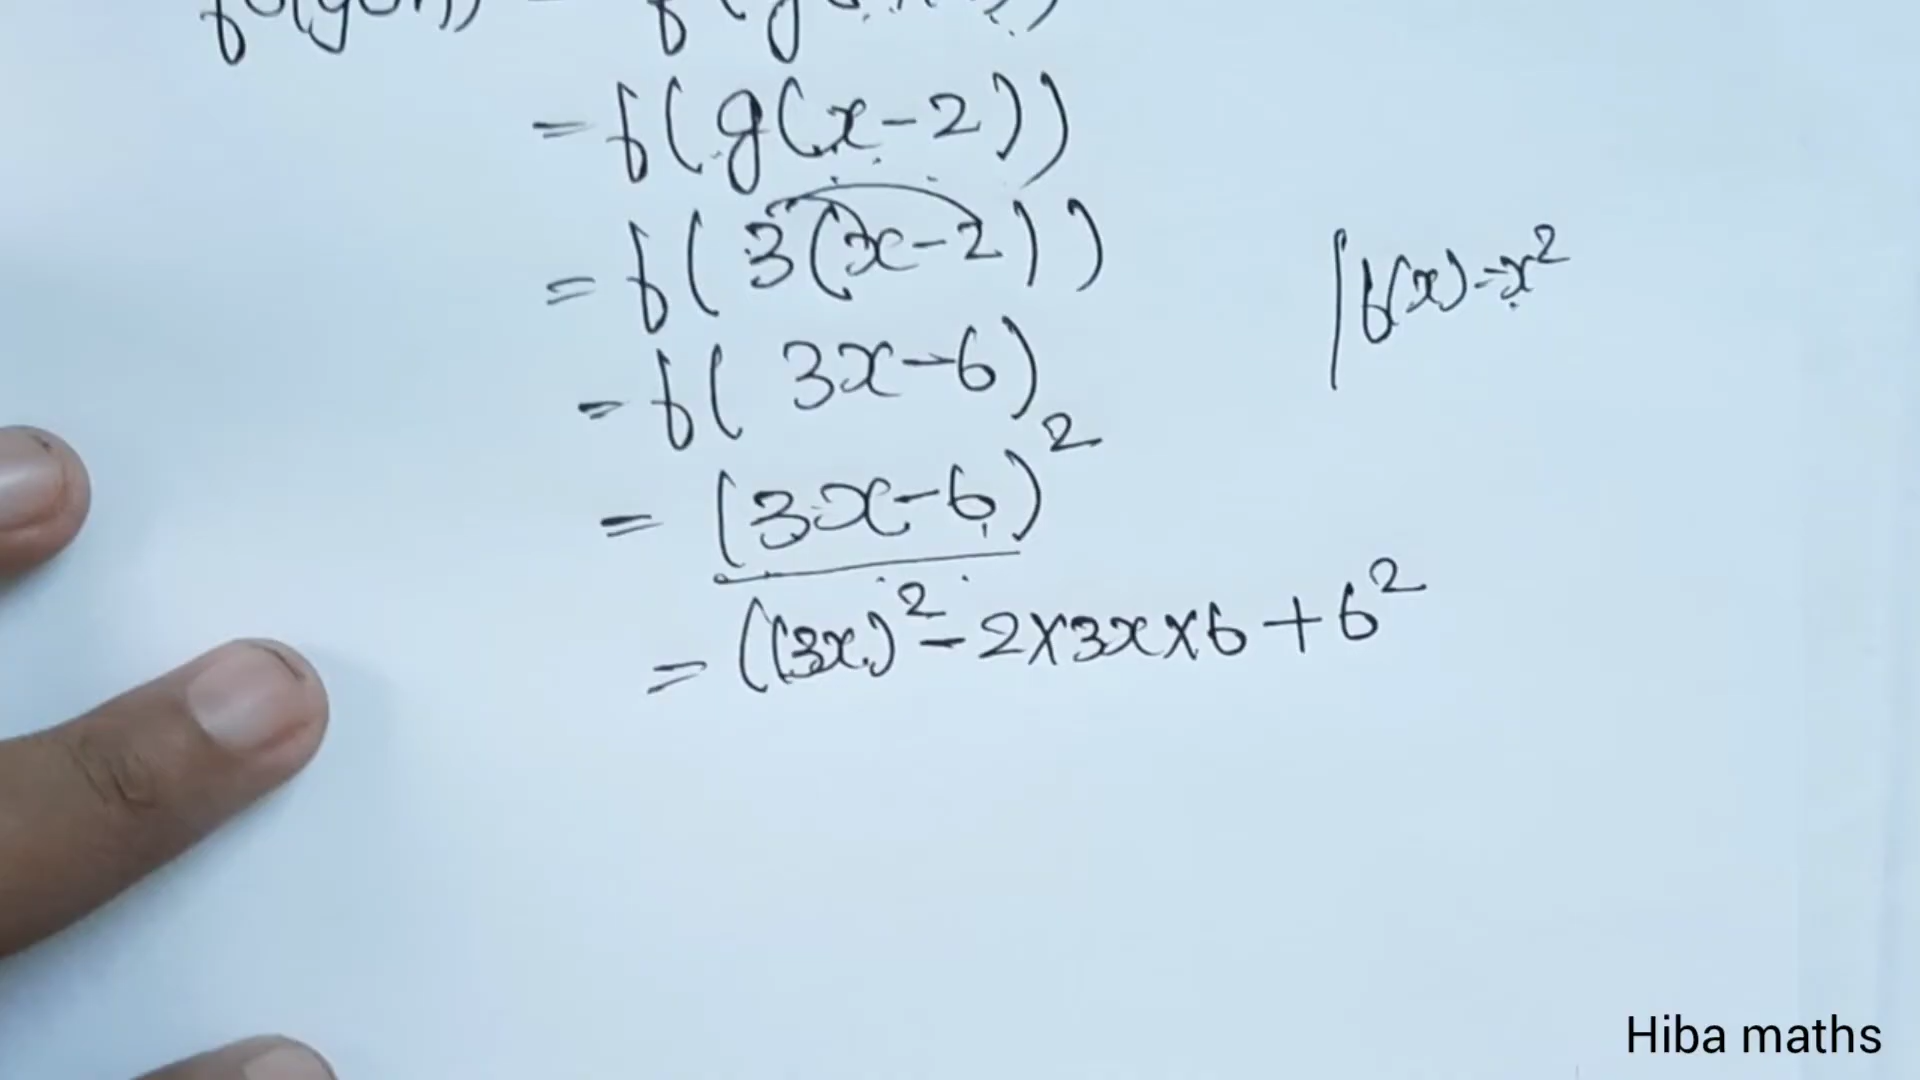 = f(g(x-2))
= f(3(x-2))
= f(3x-6)
= (3x-6)²
= ((3x)² - 2×3x×6+6²
f(x)=x²
Hiba maths